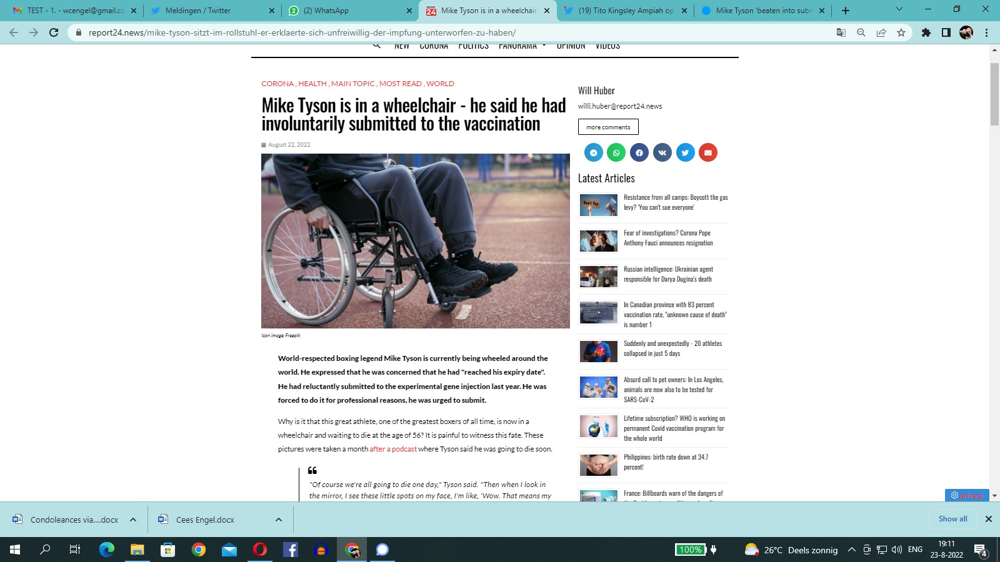 TEST - 1. - wcengel@gmail.co
Meldingen / Twitter
(2) WhatsApp
Mike Tyson is in a wheelchair
(19) Tito Kingsley Ampiah op
Mike Tyson 'beaten into subm
report24.news/mike-tyson-sitzt-im-rollstuhl-er-erklaerte-sich-unfreiwillig-der-impfung-unterworfen-zu-haben/
NEW CORONA POLITICS PANORAMA OPINION VIDEOS
CORONA , HEALTH , MAIN TOPIC , MOST READ , WORLD
Mike Tyson is in a wheelchair - he said he had
involuntarily submitted to the vaccination
August 22, 2022
Don't Pay
Icon image: Freepik
World-respected boxing legend Mike Tyson is currently being wheeled around the
world. He expressed that he was concerned that he had "reached his expiry date".
He had reluctantly submitted to the experimental gene injection last year. He was
forced to do it for professional reasons, he was urged to submit.
Why is it that this great athlete, one of the greatest boxers of all time, is now in a
wheelchair and waiting to die at the age of 56? It is painful to witness this fate. These
pictures were taken a month after a podcast where Tyson said he was going to die soon.
"Of course we're all going to die one day," Tyson said. "Then when I look in
the mirror, I see these little spots on my face, I'm like, 'Wow. That means my
Will Huber
willi.huber@report24.news
more comments
Latest Articles
Resistance from all camps: Boycott the gas
levy? 'You can't sue everyone'
Fear of investigations? Corona Pope
Anthony Fauci announces resignation
Russian intelligence: Ukrainian agent
responsible for Darya Dugina's death
In Canadian province with 83 percent
vaccination rate, "unknown cause of death"
is number 1
Suddenly and unexpectedly - 20 athletes
collapsed in just 5 days
Absurd call to pet owners: In Los Angeles,
animals are now also to be tested for
SARS-CoV-2
Lifetime subscription? WHO is working on
permanent Covid vaccination program for
the whole world
Philippines: birth rate down at 34.7
percent!
France: Billboards warn of the dangers of
privacy
Condoleances via....docx
Cees Engel.docx
Show all
100%
26°C Deels zonnig
ENG
19:11
23-8-2022
4